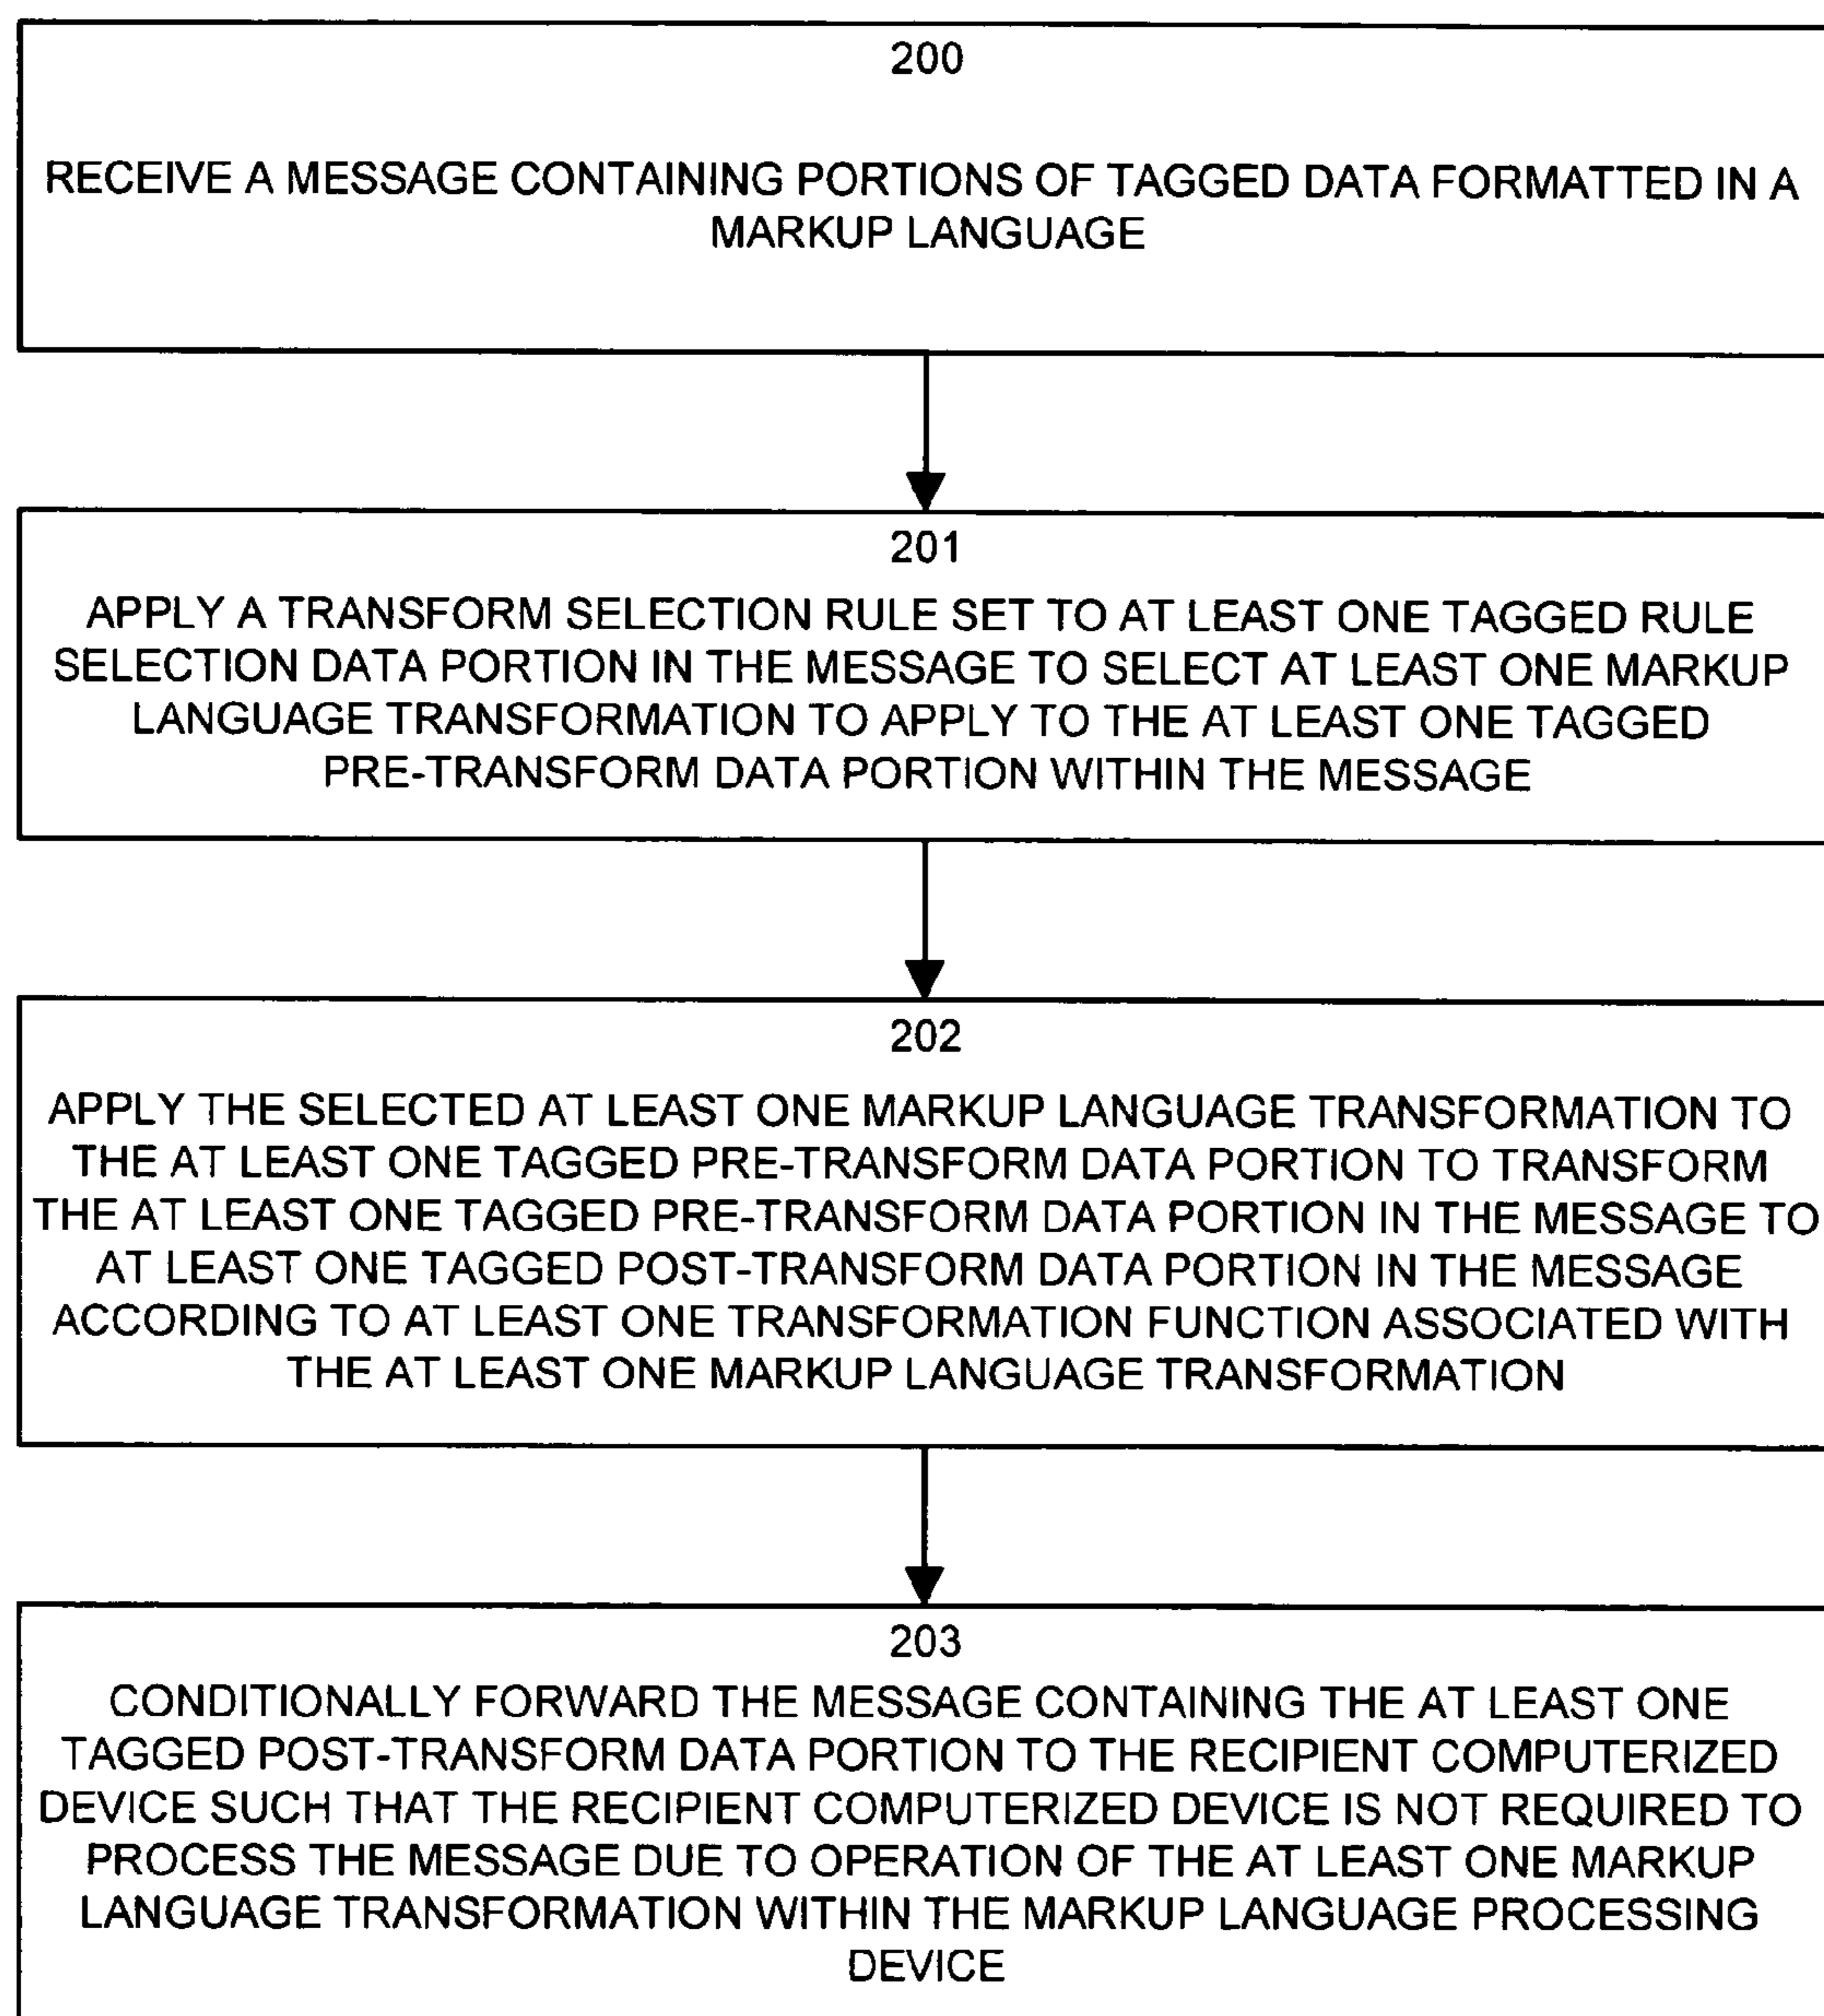 200
RECEIVE A MESSAGE CONTAINING PORTIONS OF TAGGED DATA FORMATTED IN A
MARKUP LANGUAGE
201
APPLY A TRANSFORM SELECTION RULE SET TO AT LEAST ONE TAGGED RULE
SELECTION DATA PORTION IN THE MESSAGE TO SELECT AT LEAST ONE MARKUP
LANGUAGE TRANSFORMATION TO APPLY TO THE AT LEAST ONE TAGGED
PRE-TRANSFORM DATA PORTION WITHIN THE MESSAGE
202
APPLY THE SELECTED AT LEAST ONE MARKUP LANGUAGE TRANSFORMATION TO
THE AT LEAST ONE TAGGED PRE-TRANSFORM DATA PORTION TO TRANSFORM
THE AT LEAST ONE TAGGED PRE-TRANSFORM DATA PORTION IN THE MESSAGE TO
AT LEAST ONE TAGGED POST-TRANSFORM DATA PORTION IN THE MESSAGE
ACCORDING TO AT LEAST ONE TRANSFORMATION FUNCTION ASSOCIATED WITH
THE AT LEAST ONE MARKUP LANGUAGE TRANSFORMATION
203
CONDITIONALLY FORWARD THE MESSAGE CONTAINING THE AT LEAST ONE
TAGGED POST-TRANSFORM DATA PORTION TO THE RECIPIENT COMPUTERIZED
DEVICE SUCH THAT THE RECIPIENT COMPUTERIZED DEVICE IS NOT REQUIRED TO
PROCESS THE MESSAGE DUE TO OPERATION OF THE AT LEAST ONE MARKUP
LANGUAGE TRANSFORMATION WITHIN THE MARKUP LANGUAGE PROCESSING
DEVICE